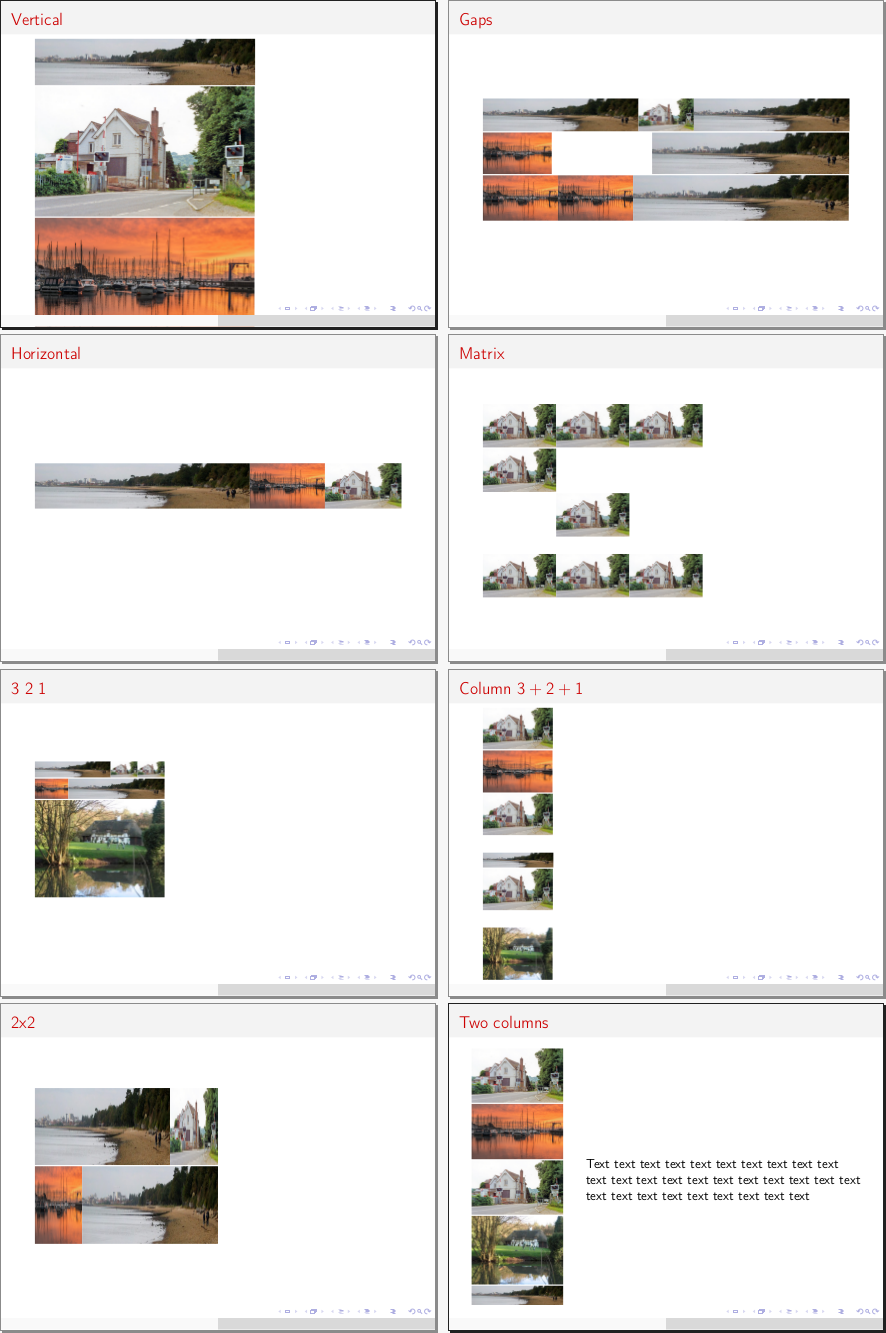 Vertical
Gaps
Horizontal
Matrix
3 2 1
Column 3 + 2 + 1
2x2
Two columns
Text text text text text text text text text text
text text text text text text text text text text text
text text text text text text text text text